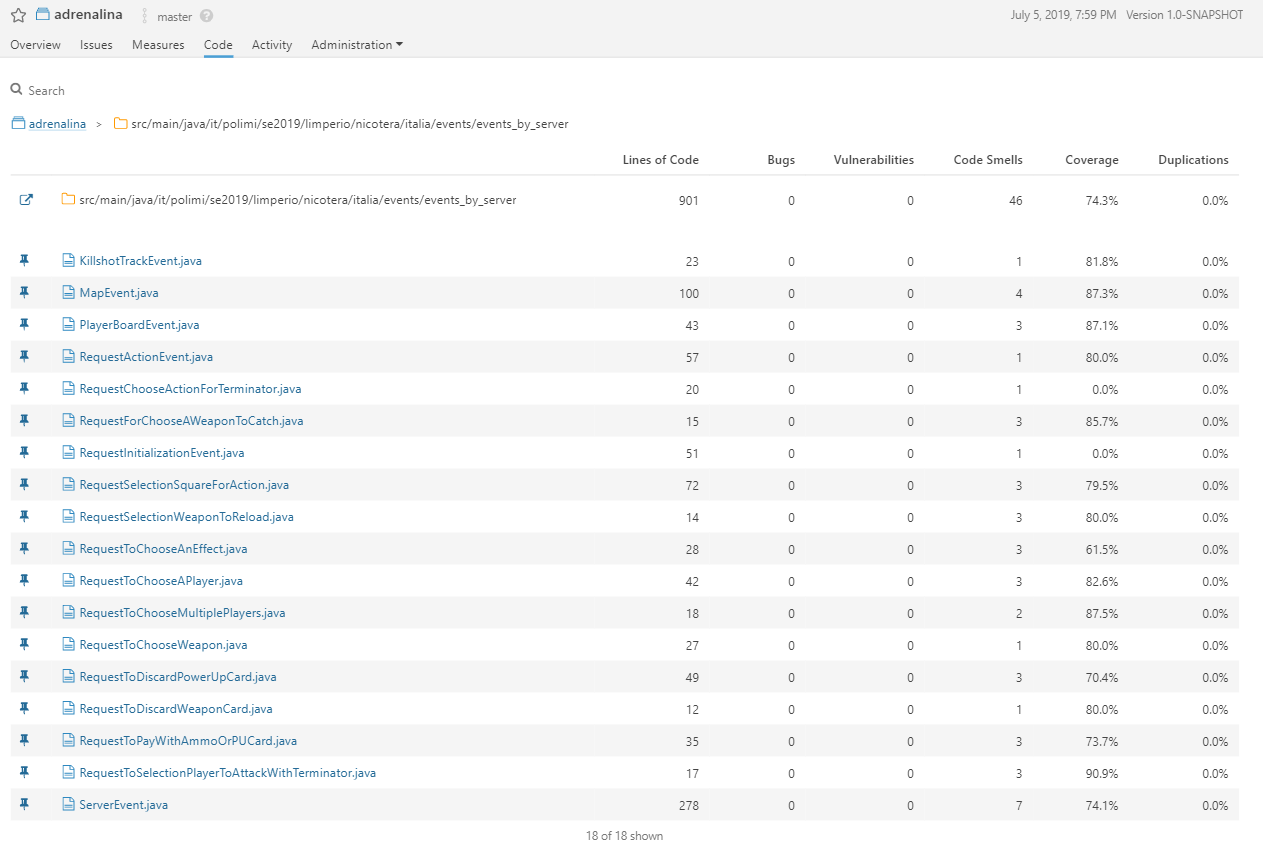 adrenalina master ? July 5, 2019, 7:59 PM Version 1.0-SNAPSHOT
Overview Issues Measures Code Activity Administration
Search
adrenalina > src/main/java/it/polimi/se2019/limperio/nicotera/italia/events/events_by_server
Lines of Code Bugs Vulnerabilities Code Smells Coverage Duplications
src/main/java/it/polimi/se2019/limperio/nicotera/italia/events/events_by_server 901 0 0 46 74.3% 0.0%
KillshotTrackEvent.java 23 0 0 1 81.8% 0.0%
MapEvent.java 100 0 0 4 87.3% 0.0%
PlayerBoardEvent.java 43 0 0 3 87.1% 0.0%
RequestActionEvent.java 57 0 0 1 80.0% 0.0%
RequestChooseActionForTerminator.java 20 0 0 1 0.0% 0.0%
RequestForChooseAWeaponToCatch.java 15 0 0 3 85.7% 0.0%
RequestInitializationEvent.java 51 0 0 1 0.0% 0.0%
RequestSelectionSquareForAction.java 72 0 0 3 79.5% 0.0%
RequestSelectionWeaponToReload.java 14 0 0 3 80.0% 0.0%
RequestToChooseAnEffect.java 28 0 0 3 61.5% 0.0%
RequestToChooseAPlayer.java 42 0 0 3 82.6% 0.0%
RequestToChooseMultiplePlayers.java 18 0 0 2 87.5% 0.0%
RequestToChooseWeapon.java 27 0 0 1 80.0% 0.0%
RequestToDiscardPowerUpCard.java 49 0 0 3 70.4% 0.0%
RequestToDiscardWeaponCard.java 12 0 0 1 80.0% 0.0%
RequestToPayWithAmmoOrPUCard.java 35 0 0 3 73.7% 0.0%
RequestToSelectionPlayerToAttackWithTerminator.java 17 0 0 3 90.9% 0.0%
ServerEvent.java 278 0 0 7 74.1% 0.0%
18 of 18 shown